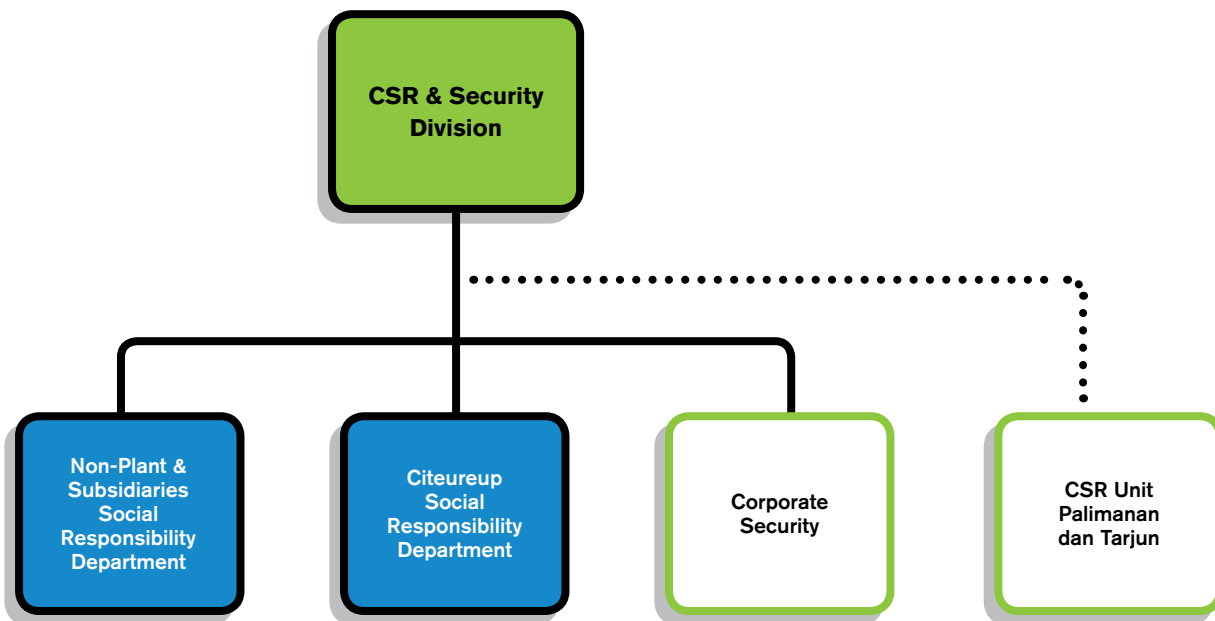 CSR & Security
Division
Non-Plant &
Subsidiaries
Social
Responsibility
Department
Citeureup
Social
Responsibility
Department
Corporate
Security
CSR Unit
Palimanan
dan Tarjun